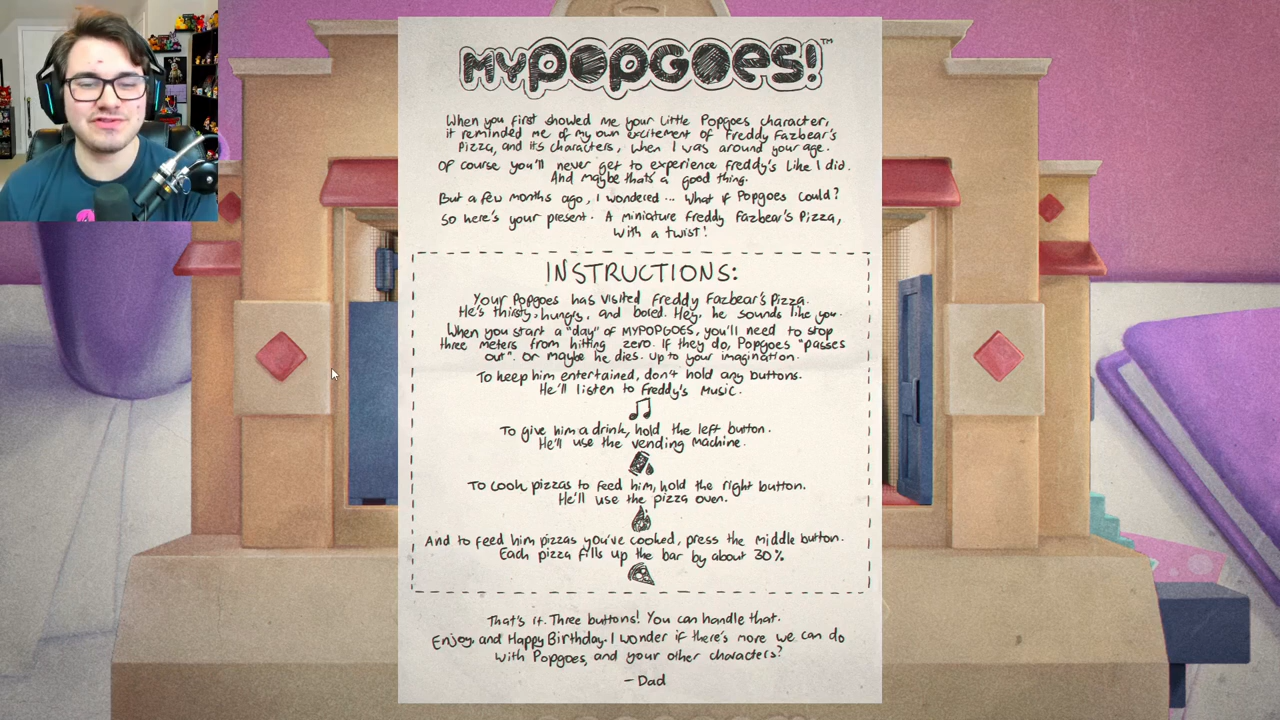 MYPOPGOES!™
When you first showed me your little Popgoes character,
it reminded me of my own excitement of Freddy Fazbear's
Pizza, and its characters, when I was around your age.
Of course you'll never get to experience Freddy's like I did.
And maybe thats a good thing.
But a few months ago, I wondered... What if Popgoes could?
So here's your present. A miniature Freddy Fazbear's Pizza,
with a twist!
INSTRUCTIONS:
Your Popgoes has visited Freddy Fazbear's Pizza.
He's thirsty, hungry, and bored. Hey, he sounds like you.
When you start a "day" of MYPOPGOES, you'll need to stop
three meters from hitting zero. If they do, Popgoes "passes
out". Or maybe he dies. Up to your imagination.
To keep him entertained, don't hold any buttons.
He'll listen to Freddy's Music.
To give him a drink, hold the left button.
He'll use the vending machine.
To cook pizzas to feed him, hold the right button.
He'll use the pizza oven.
And to feed him pizzas you've cooked, press the middle button.
Each pizza fills up the bar by about 30%
That's it. Three buttons! You can handle that.
Enjoy, and Happy Birthday. I wonder if there's more we can do
with Popgoes, and your other characters?
- Dad